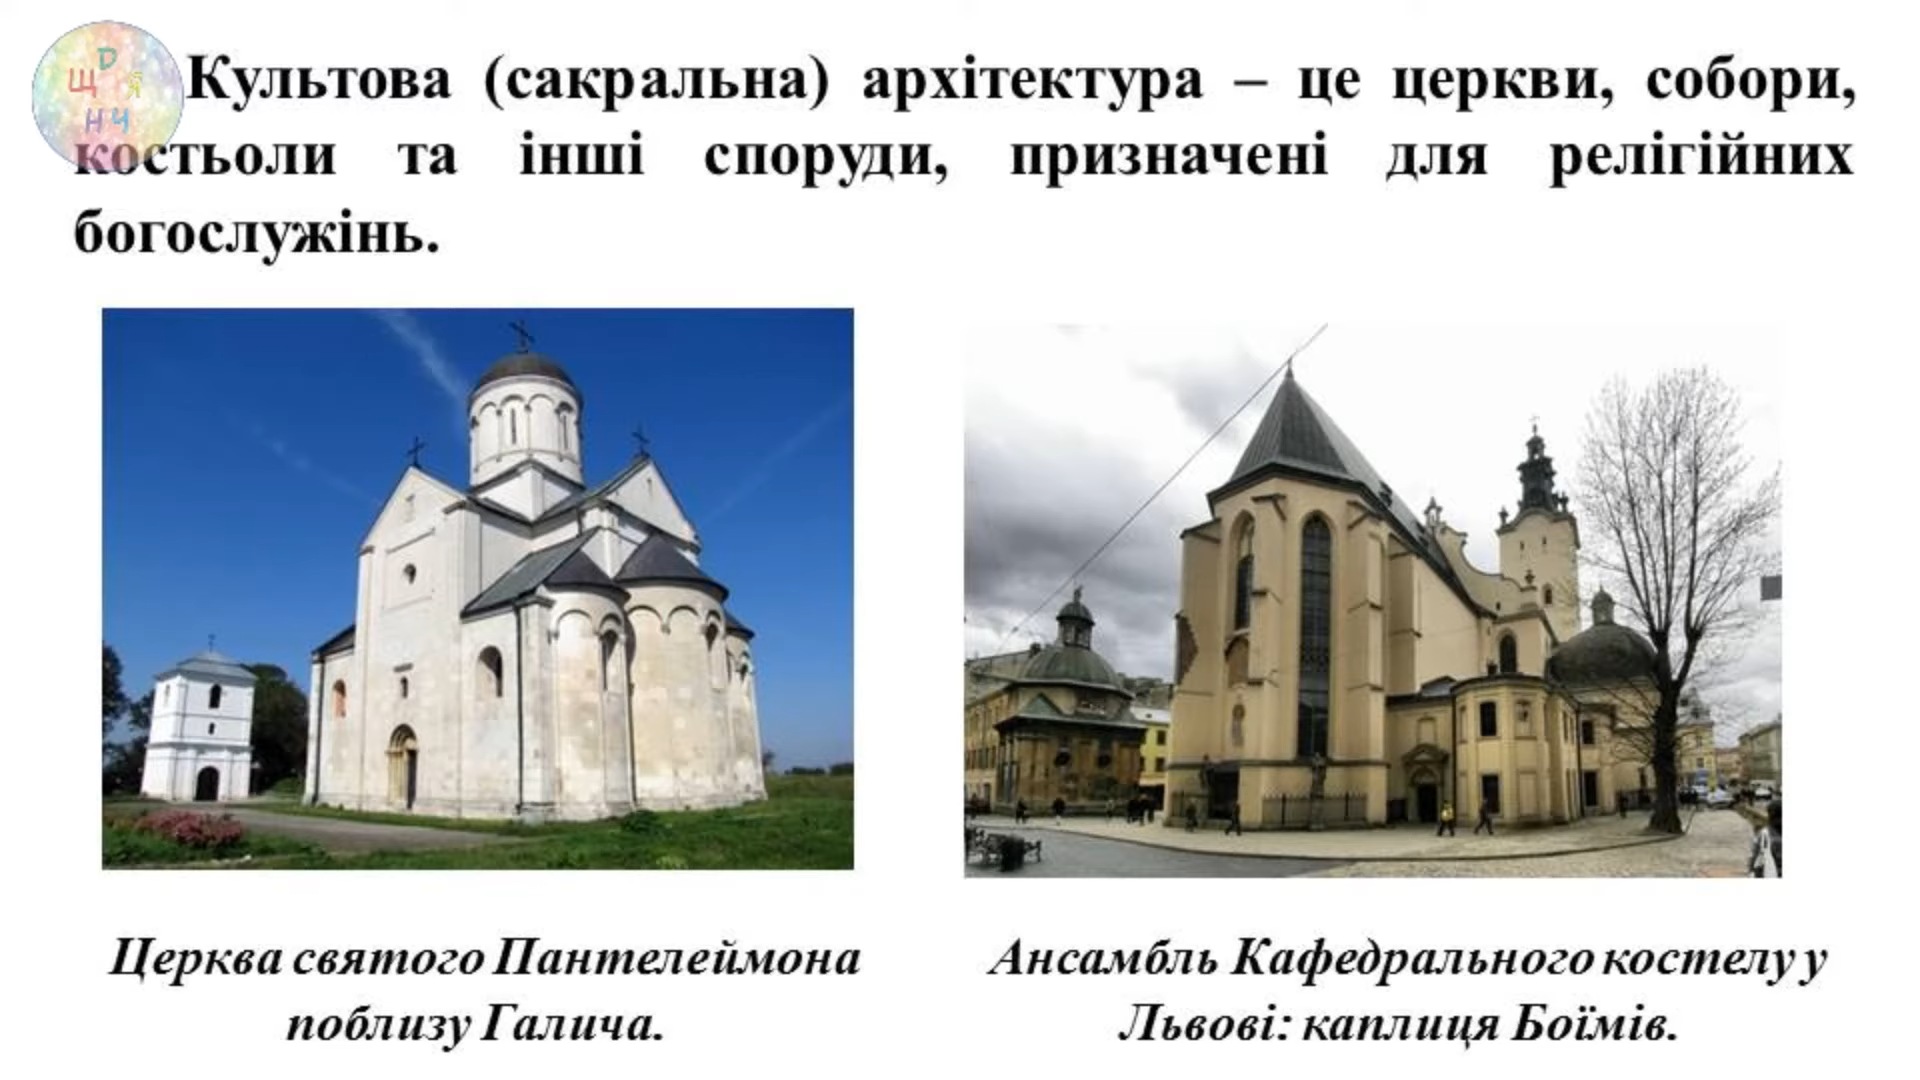 Щ D Я
Н Ч
Культова (сакральна) архітектура – це церкви, собори,
костьоли та інші споруди, призначені для релігійних
богослужінь.
Церква святого Пантелеймона
поблизу Галича.
Ансамбль Кафедрального костелу у
Львові: каплиця Боїмів.